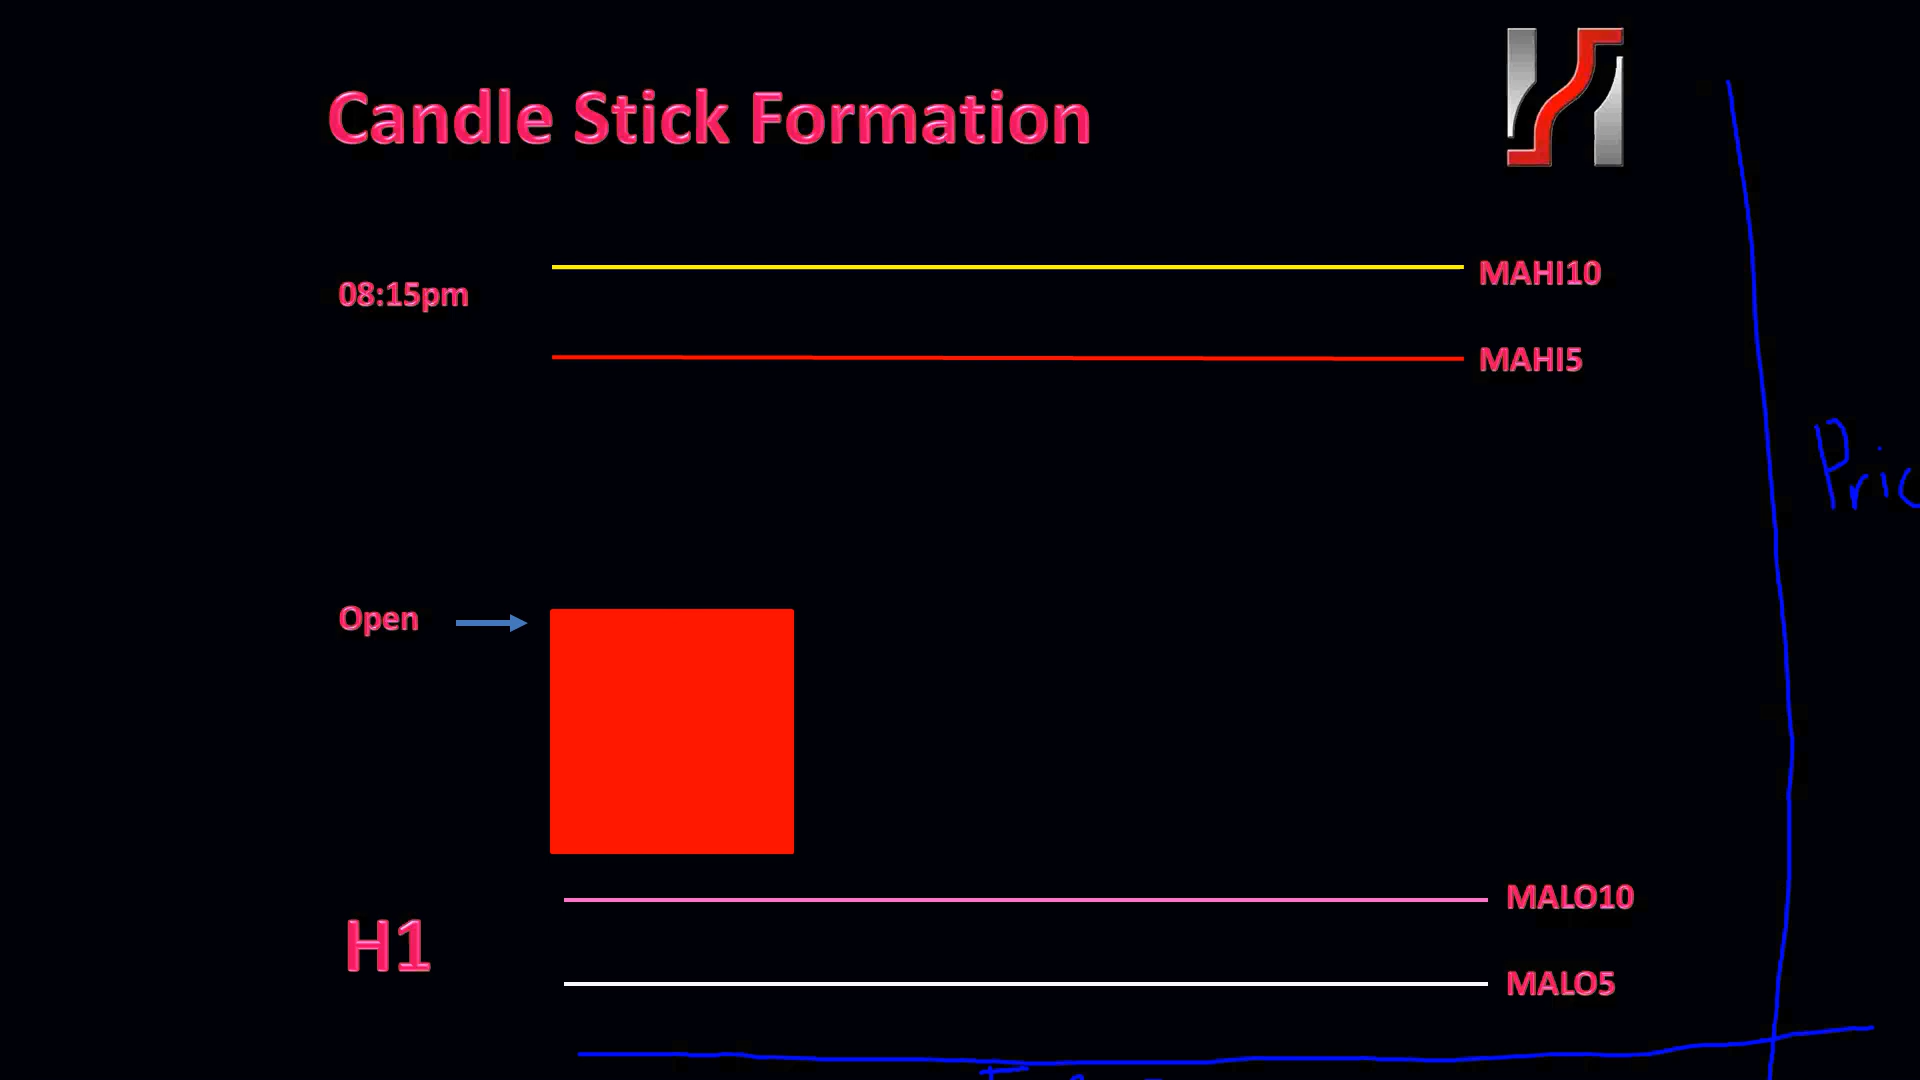 Candle Stick Formation
MAHI10
08:15pm
MAHI5
Open
MALO10
H1
MALO5